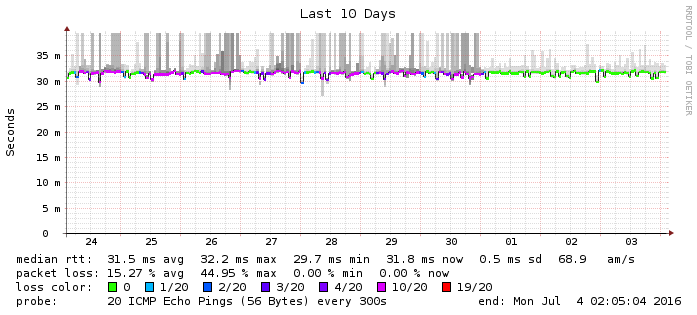 Last 10 Days
RRDTOOL / TOBI OETIKER
Seconds
35 m
30 m
25 m
20 m
15 m
10 m
5 m
0
24 25 26 27 28 29 30 01 02 03
median rtt: 31.5 ms avg 32.2 ms max 29.7 ms min 31.8 ms now 0.5 ms sd 68.9 am/s
packet loss: 15.27 % avg 44.95 % max 0.00 % min 0.00 % now
loss color: 0 1/20 2/20 3/20 4/20 10/20 19/20
probe: 20 ICMP Echo Pings (56 Bytes) every 300s end: Mon Jul 4 02:05:04 2016